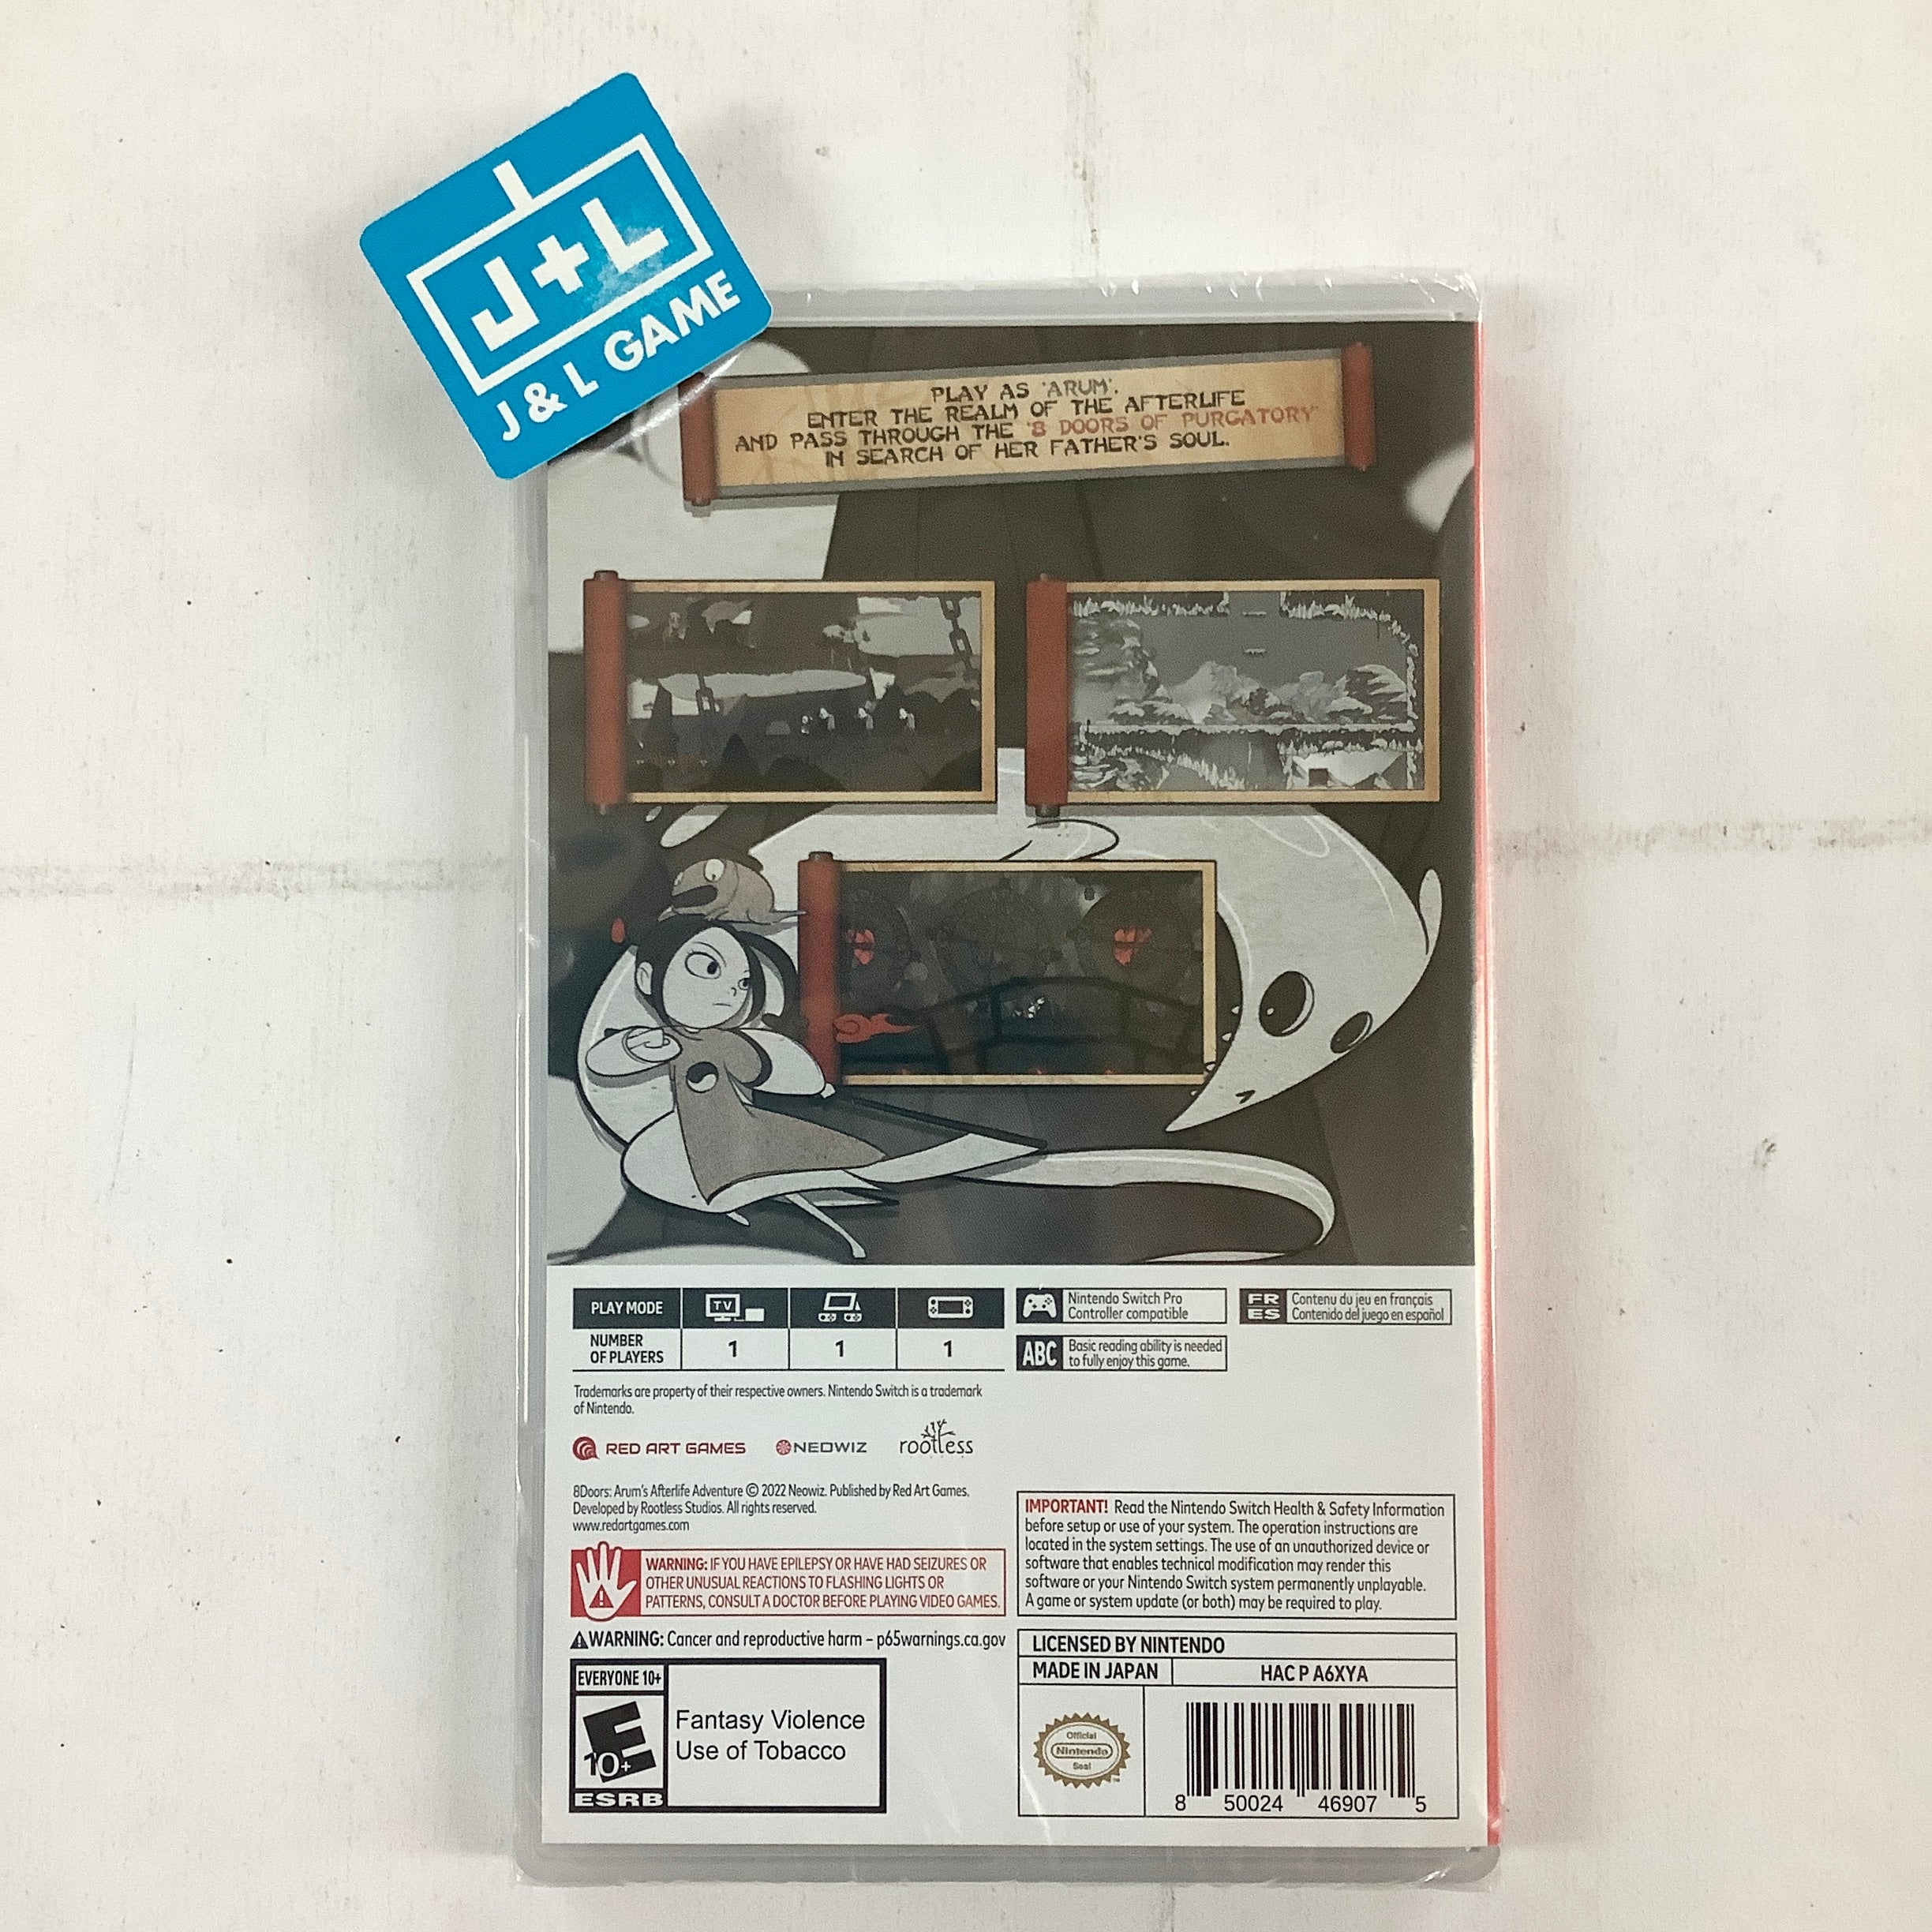 J+L
J & L GAME
PLAY AS 'ARUM'.
ENTER THE REALM OF THE AFTERLIFE
AND PASS THROUGH THE '8 DOORS OF PURGATORY'
IN SEARCH OF HER FATHER'S SOUL.
PLAY MODE
TV
NUMBER
OF PLAYERS
1
1
1
Nintendo Switch Pro
Controller compatible
FR
ES
Contenu du jeu en français
Contenido del juego en español
ABC
Basic reading ability is needed
to fully enjoy this game.
Trademarks are property of their respective owners. Nintendo Switch is a trademark
of Nintendo.
RED ART GAMES
NEOWIZ
rootless
8Doors: Arum's Afterlife Adventure © 2022 Neowiz. Published by Red Art Games.
Developed by Rootless Studios. All rights reserved.
www.redartgames.com
WARNING: IF YOU HAVE EPILEPSY OR HAVE HAD SEIZURES OR
OTHER UNUSUAL REACTIONS TO FLASHING LIGHTS OR
PATTERNS, CONSULT A DOCTOR BEFORE PLAYING VIDEO GAMES.
WARNING: Cancer and reproductive harm – p65warnings.ca.gov
EVERYONE 10+
E
10+
ESRB
Fantasy Violence
Use of Tobacco
IMPORTANT! Read the Nintendo Switch Health & Safety Information
before setup or use of your system. The operation instructions are
located in the system settings. The use of an unauthorized device or
software that enables technical modification may render this
software or your Nintendo Switch system permanently unplayable.
A game or system update (or both) may be required to play.
LICENSED BY NINTENDO
MADE IN JAPAN
HAC P A6XYA
Official
Nintendo
Seal
TM
8 50024 46907 5